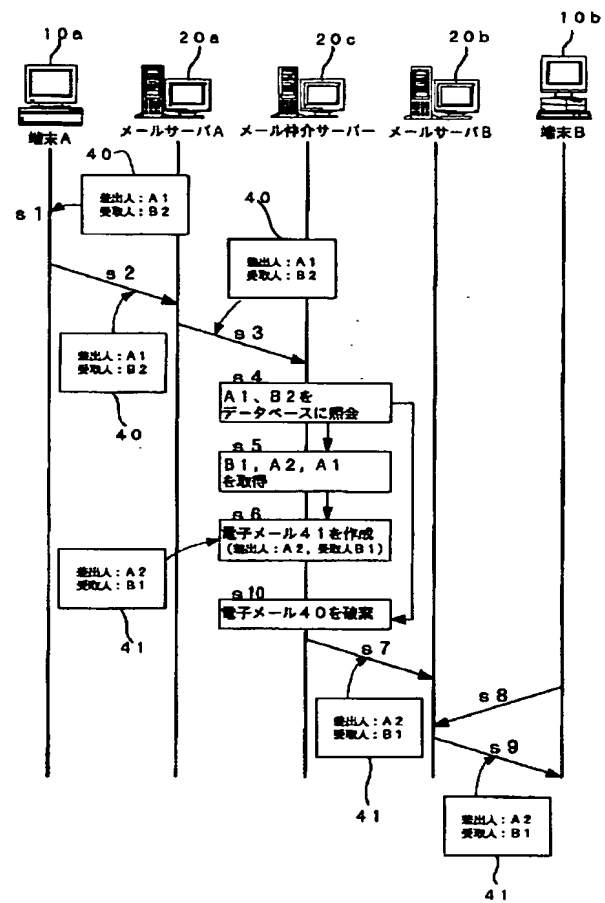 10a
20a
20c
20b
10b
端末A
メールサーバA
メール仲介サーバー
メールサーバB
端末B
40
差出人：A1
受取人：B2
s1
40
差出人：A1
受取人：B2
s2
s3
差出人：A1
受取人：B2
40
s4
A1、B2を
データベースに照会
s5
B1，A2，A1
を取得
s6
電子メール41を作成
（差出人：A2，受取人B1）
差出人：A2
受取人：B1
41
s10
電子メール40を破棄
s7
s8
差出人：A2
受取人：B1
41
s9
差出人：A2
受取人：B1
41